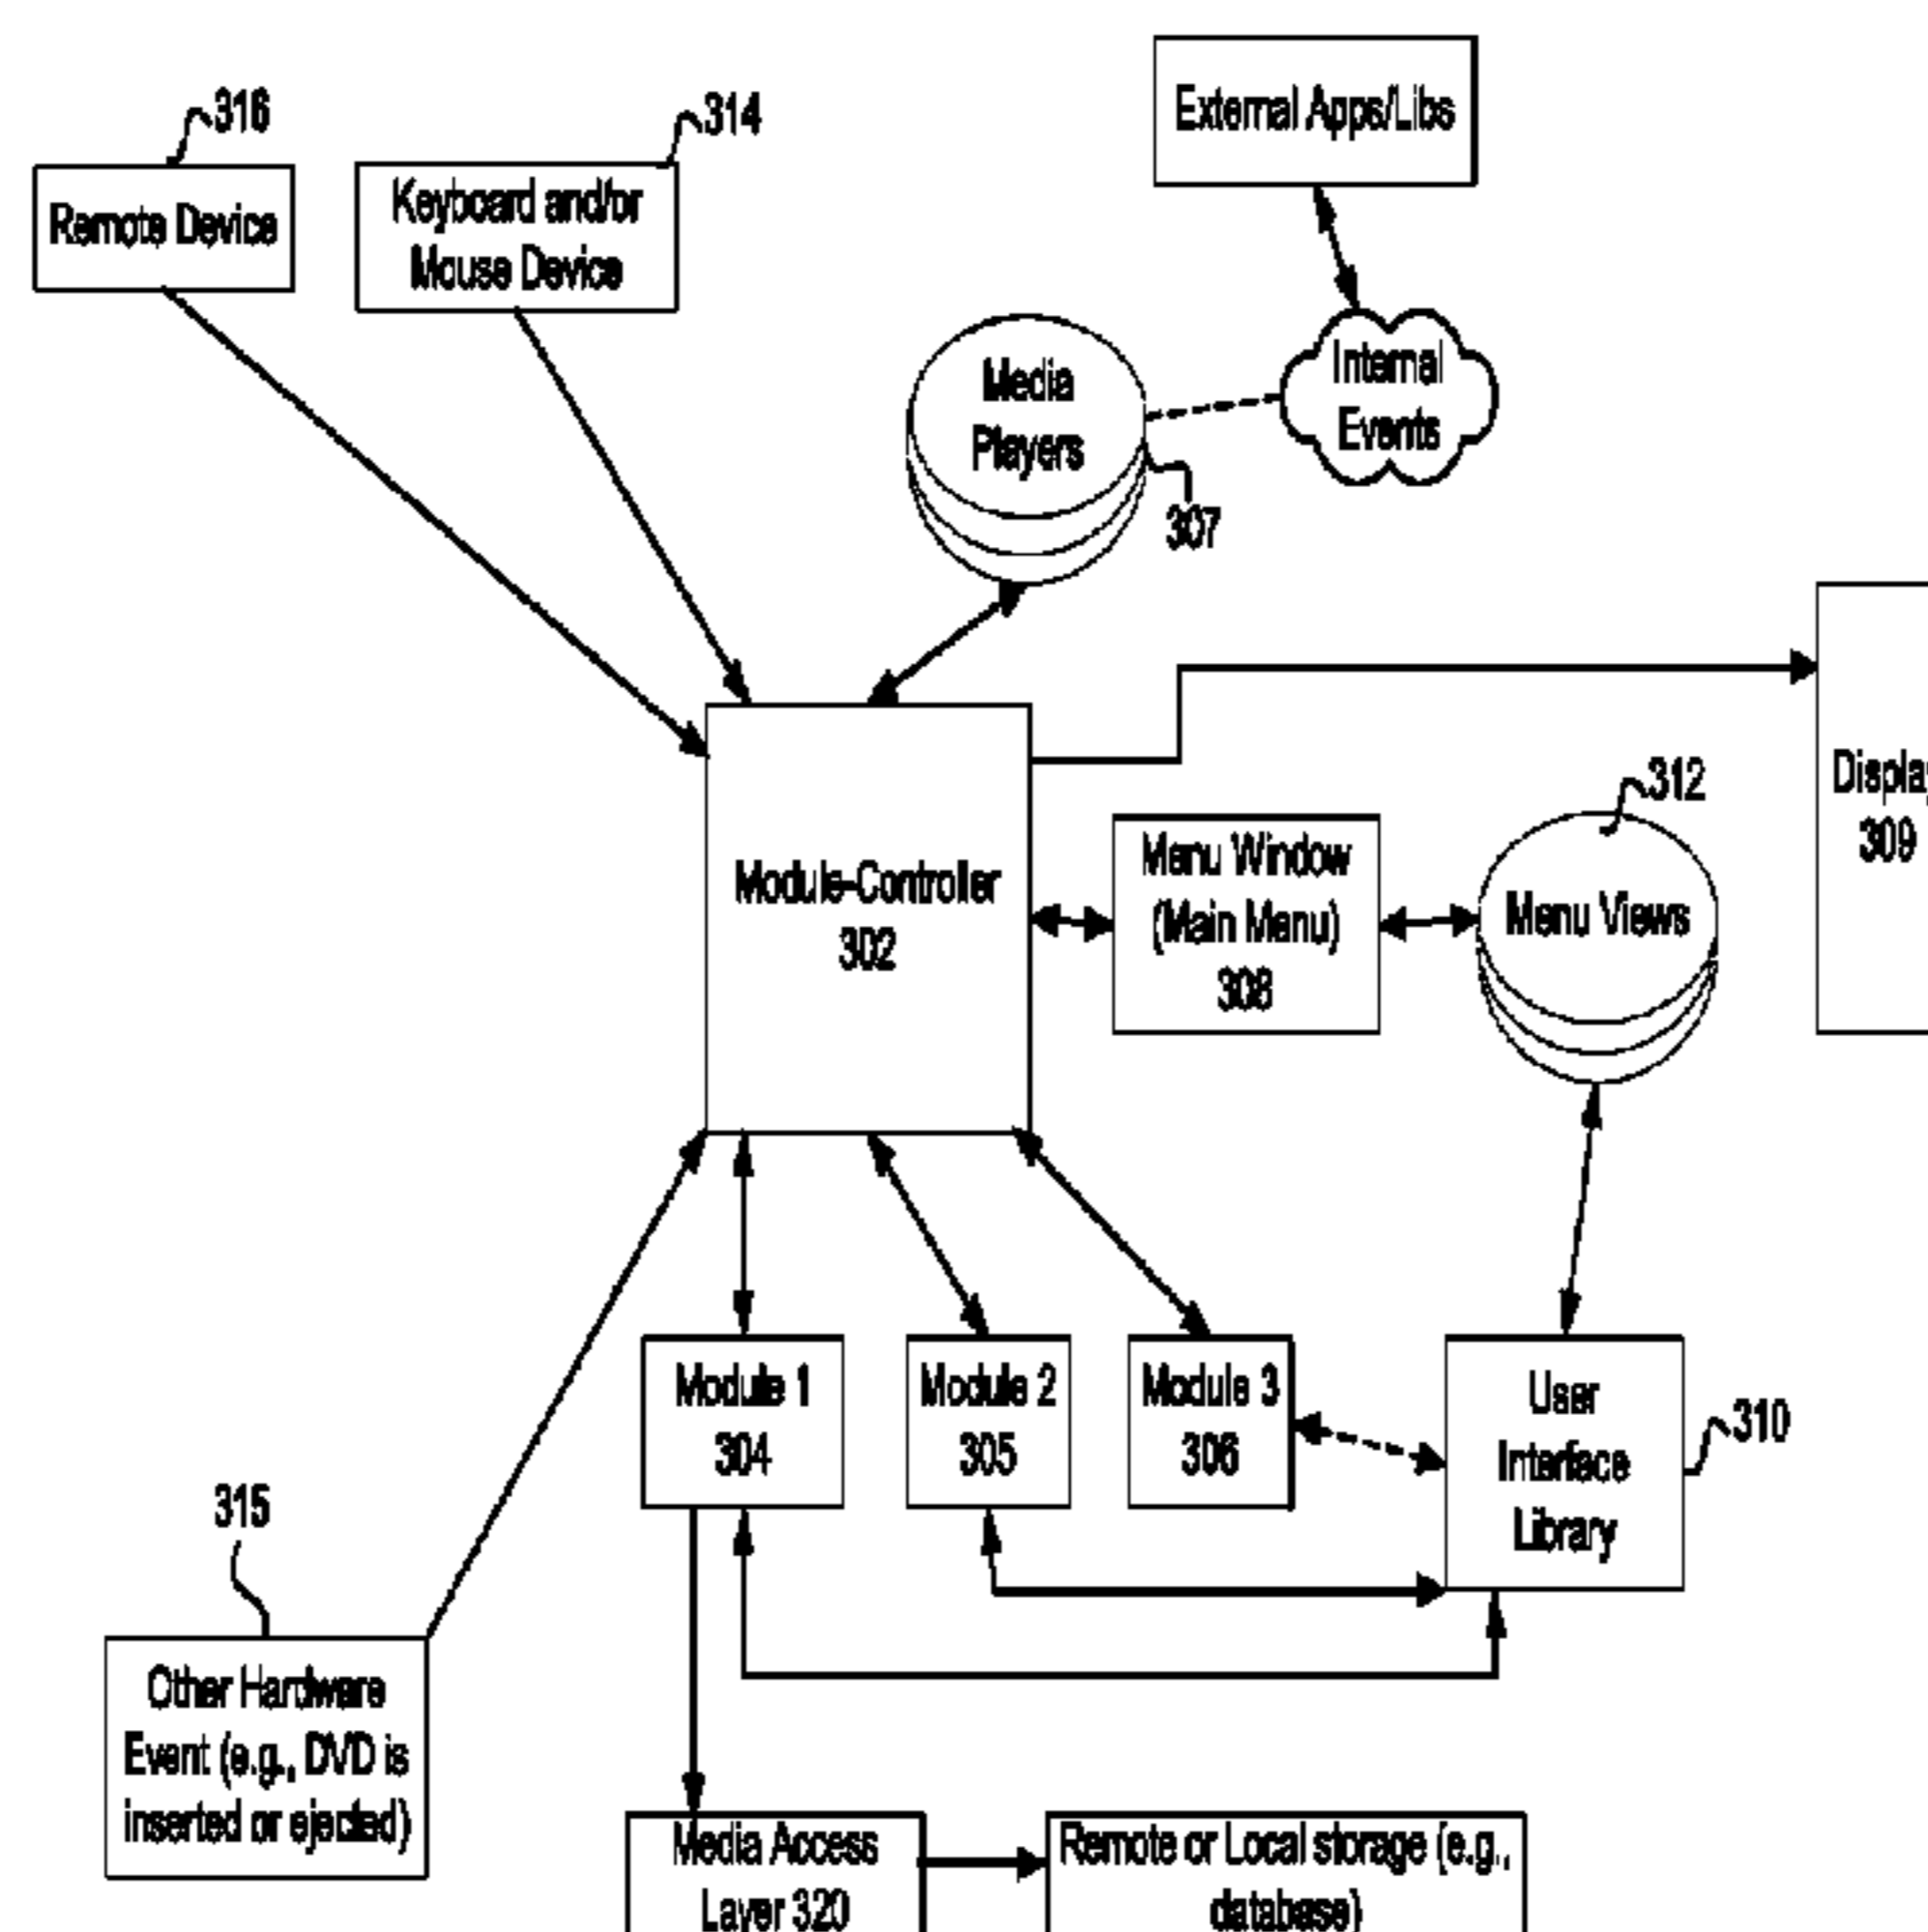 External Apps/Libs
316
314
Remote Device
Keyboard and/or
Mouse Device
Media
Players
Internal
Events
307
312
Display
309
Module-Controller
302
Menu Window
(Main Menu)
308
Menu Views
Module 1
304
Module 2
305
Module 3
306
User
Interface
Library
310
315
Other Hardware
Event (e.g., DVD is
inserted or ejected)
Media Access
Layer 320
Remote or Local storage (e.g.,
database)